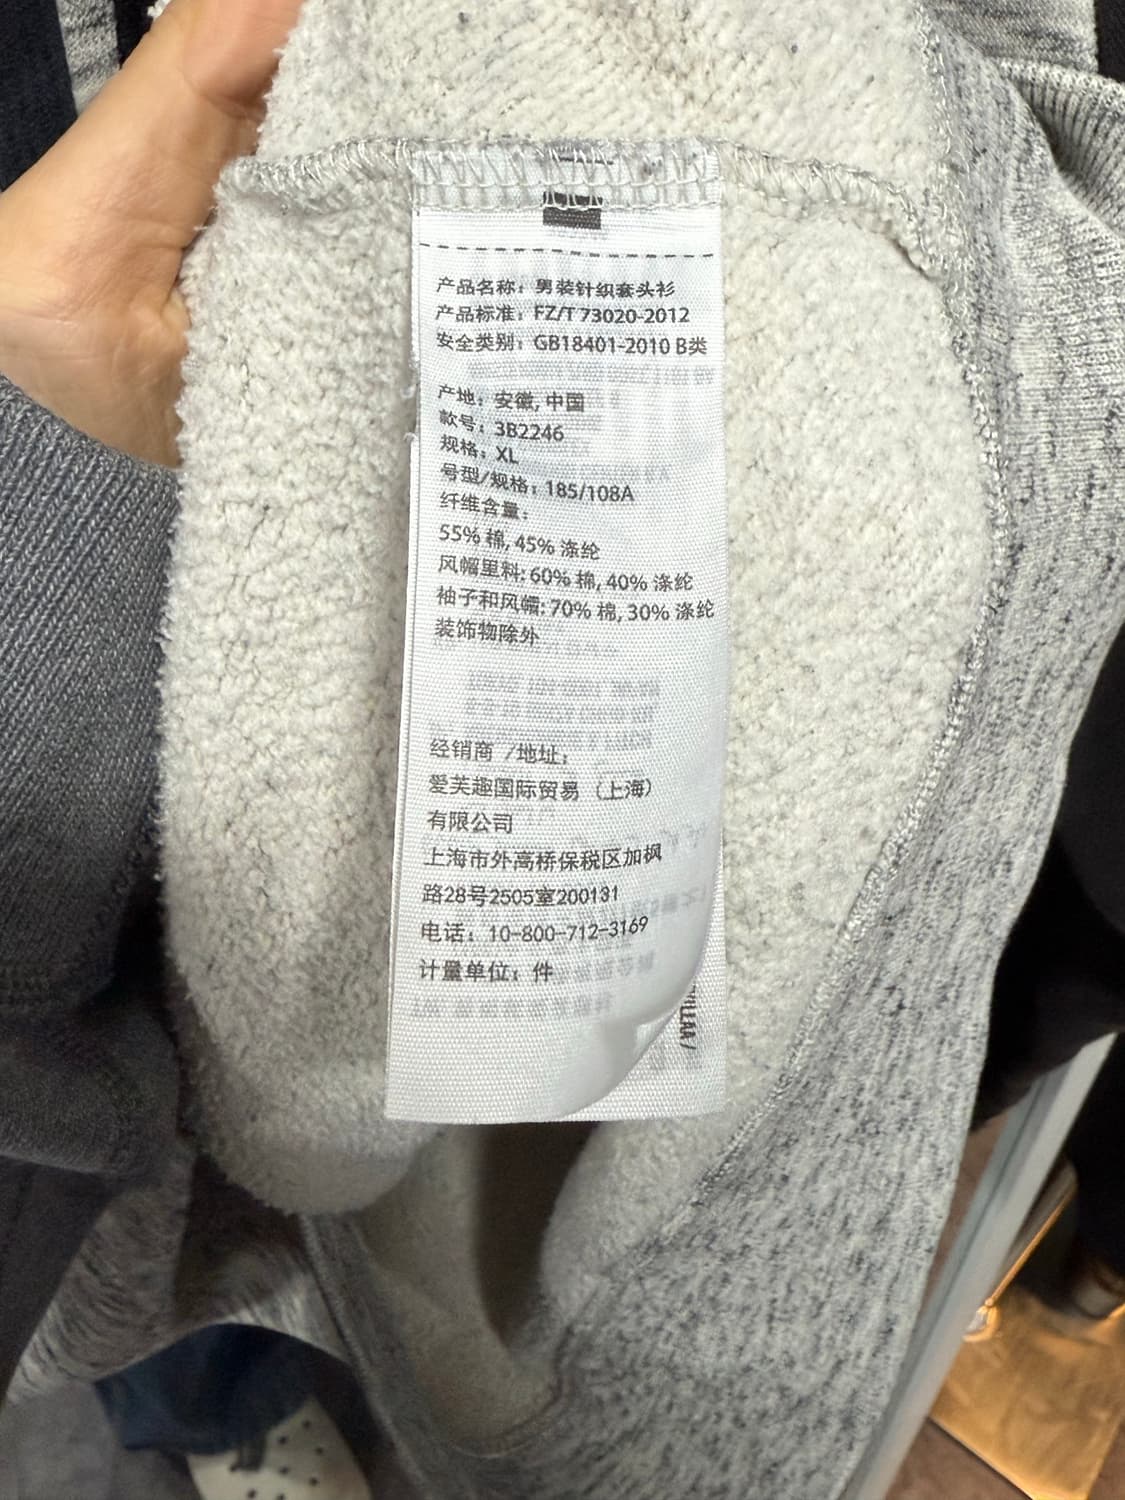 产品名称：男装针织套头衫
产品标准：FZ/T 73020-2012
安全类别：GB18401-2010 B类
产地：安徽, 中国
款号：3B2246
规格：XL
号型/规格：185/108A
纤维含量：
55% 棉, 45% 涤纶
风帽里料: 60% 棉, 40% 涤纶
袖子和风帽: 70% 棉, 30% 涤纶
装饰物除外
经销商 /地址：
爱芙趣国际贸易（上海）
有限公司
上海市外高桥保税区加枫
路28号2505室200131
电话：10-800-712-3169
计量单位：件